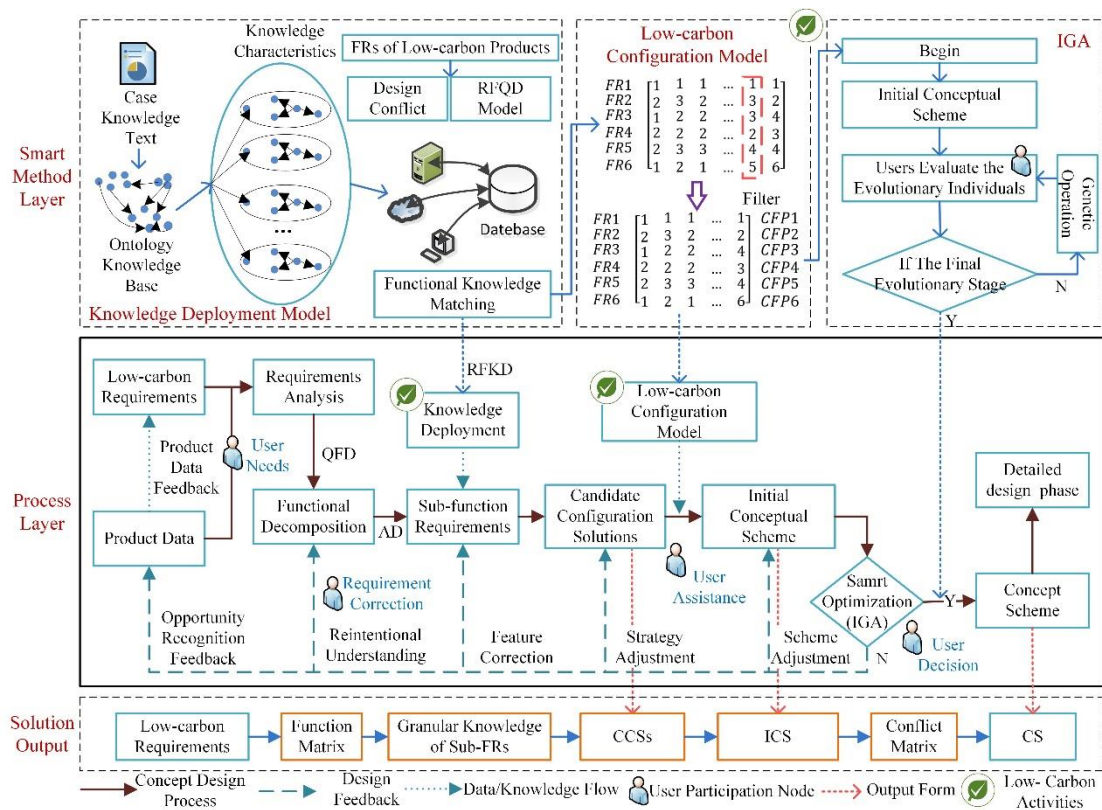 Smart
Method
Layer
Case
Knowledge
Text
Ontology
Knowledge
Base
Knowledge
Characteristics
...
Knowledge Deployment Model
FRs of Low-carbon Products
Design
Conflict
RFQD
Model
Datebase
Functional Knowledge
Matching
Low-carbon
Configuration Model
FR1 1 1 1 ... 1 1
FR2 2 3 2 ... 3 2
FR3 1 2 2 ... 3 4
FR4 2 2 2 ... 2 3
FR5 2 3 3 ... 4 4
FR6 1 2 1 ... 5 6
Filter
FR1 1 1 1 ... 1 CFP1
FR2 2 3 2 ... 2 CFP2
FR3 1 2 2 ... 4 CFP3
FR4 2 2 2 ... 3 CFP4
FR5 2 3 3 ... 4 CFP5
FR6 1 2 1 ... 6 CFP6
IGA
Begin
Initial Conceptual
Scheme
Users Evaluate the
Evolutionary Individuals
Genetic
Operation
If The Final
Evolutionary Stage
N
Y
Process
Layer
Low-carbon
Requirements
Requirements
Analysis
Product
Data
Feedback
User
Needs
QFD
Product Data
Functional
Decomposition
AD
RFKD
Knowledge
Deployment
Sub-function
Requirements
Low-carbon
Configuration
Model
Candidate
Configuration
Solutions
Initial
Conceptual
Scheme
User
Assistance
Samrt
Optimization
(IGA)
Y
N
User
Decision
Detailed
design phase
Concept
Scheme
Opportunity
Recognition
Feedback
Requirement
Correction
Reintentional
Understanding
Feature
Correction
Strategy
Adjustment
Scheme
Adjustment
Solution
Output
Low-carbon
Requirements
Function
Matrix
Granular Knowledge
of Sub-FRs
CCSs
ICS
Conflict
Matrix
CS
Concept Design
Process
Design
Feedback
Data/Knowledge Flow
User Participation Node
Output Form
Low- Carbon
Activities